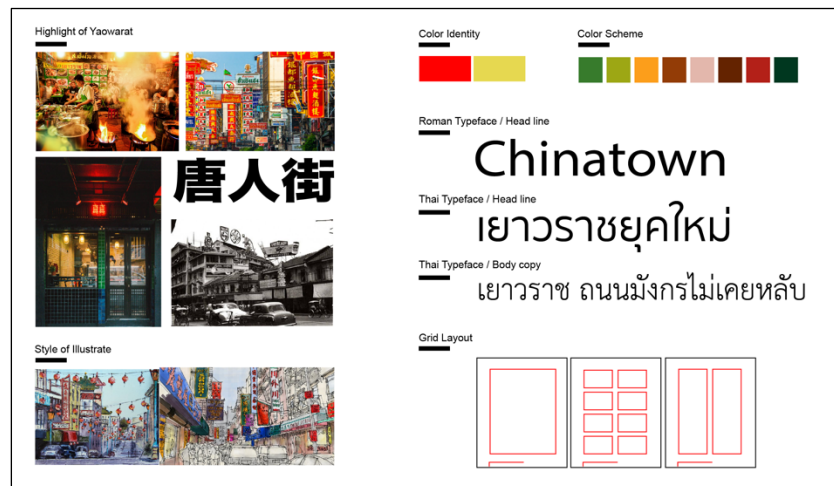 Highlight of Yaowarat
唐人街
Style of Illustrate
Color Identity
Color Scheme
Roman Typeface / Head line
Chinatown
Thai Typeface / Head line
เยาวราชยุคใหม่
Thai Typeface / Body copy
เยาวราช ถนนมังกรไม่เคยหลับ
Grid Layout